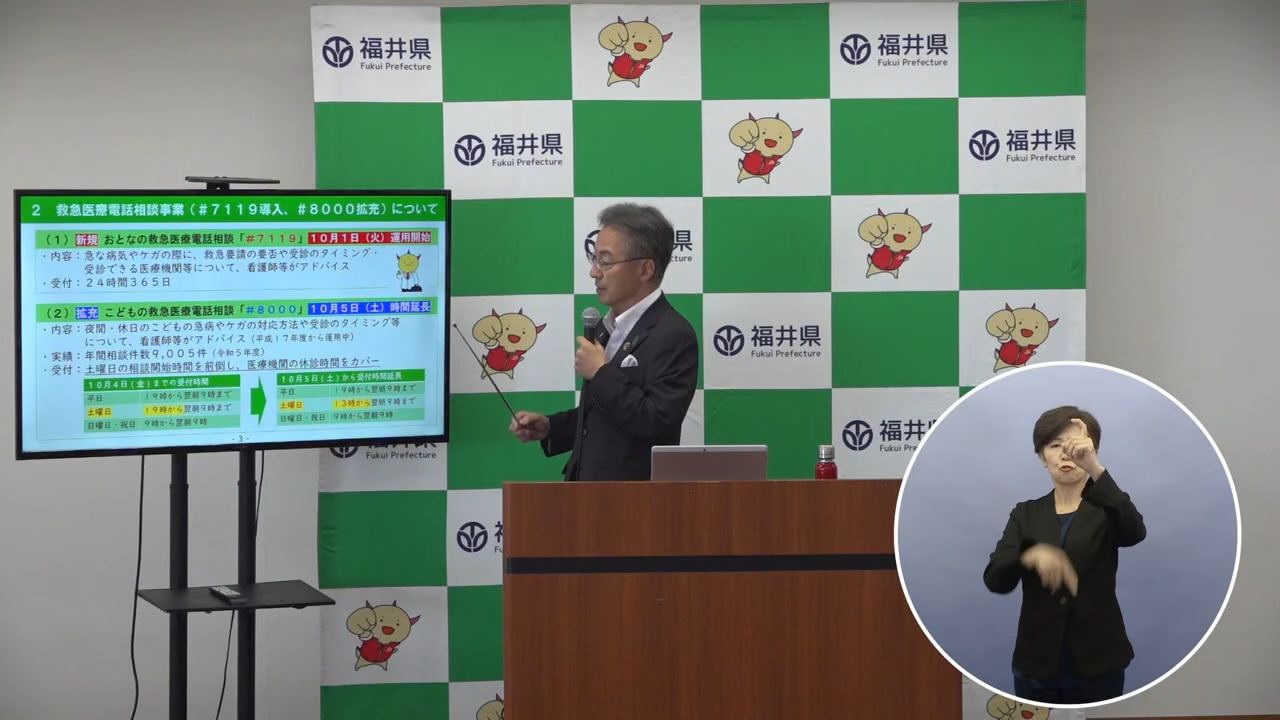 福井県
Fukui Prefecture
福井県
Fukui Prefecture
福井県
Fukui Prefecture
福井県
Fukui Prefecture
2 救急医療電話相談事業(#7119導入、#8000拡充)について
(1)新規 おとなの救急医療電話相談「#7119」10月1日(火)運用開始
・内容:急な病気やケガの際に、救急要請の要否や受診のタイミング・
受診できる医療機関等について、看護師等がアドバイス
・受付:24時間365日
(2)拡充 こどもの救急医療電話相談「#8000」10月5日(土)時間延長
・内容:夜間・休日のこどもの急病やケガの対応方法や受診のタイミング等
について、看護師等がアドバイス(平成17年度から運用中)
・実績:年間相談件数9,005件(令和5年度)
・受付:土曜日の相談開始時間を前倒し、医療機関の休診時間をカバー
10月4日(金)までの受付時間
平日 19時から翌朝9時まで
土曜日 19時から翌朝9時まで
日曜日・祝日 9時から翌朝9時
10月5日(土)から受付時間延長
平日 19時から翌朝9時まで
土曜日 13時から翌朝9時まで
日曜日・祝日 9時から翌朝9時
- 3 -
県
ecture
福井県
Fukui Prefecture
福井県
Fukui Prefecture
福井
Fukui Prefe